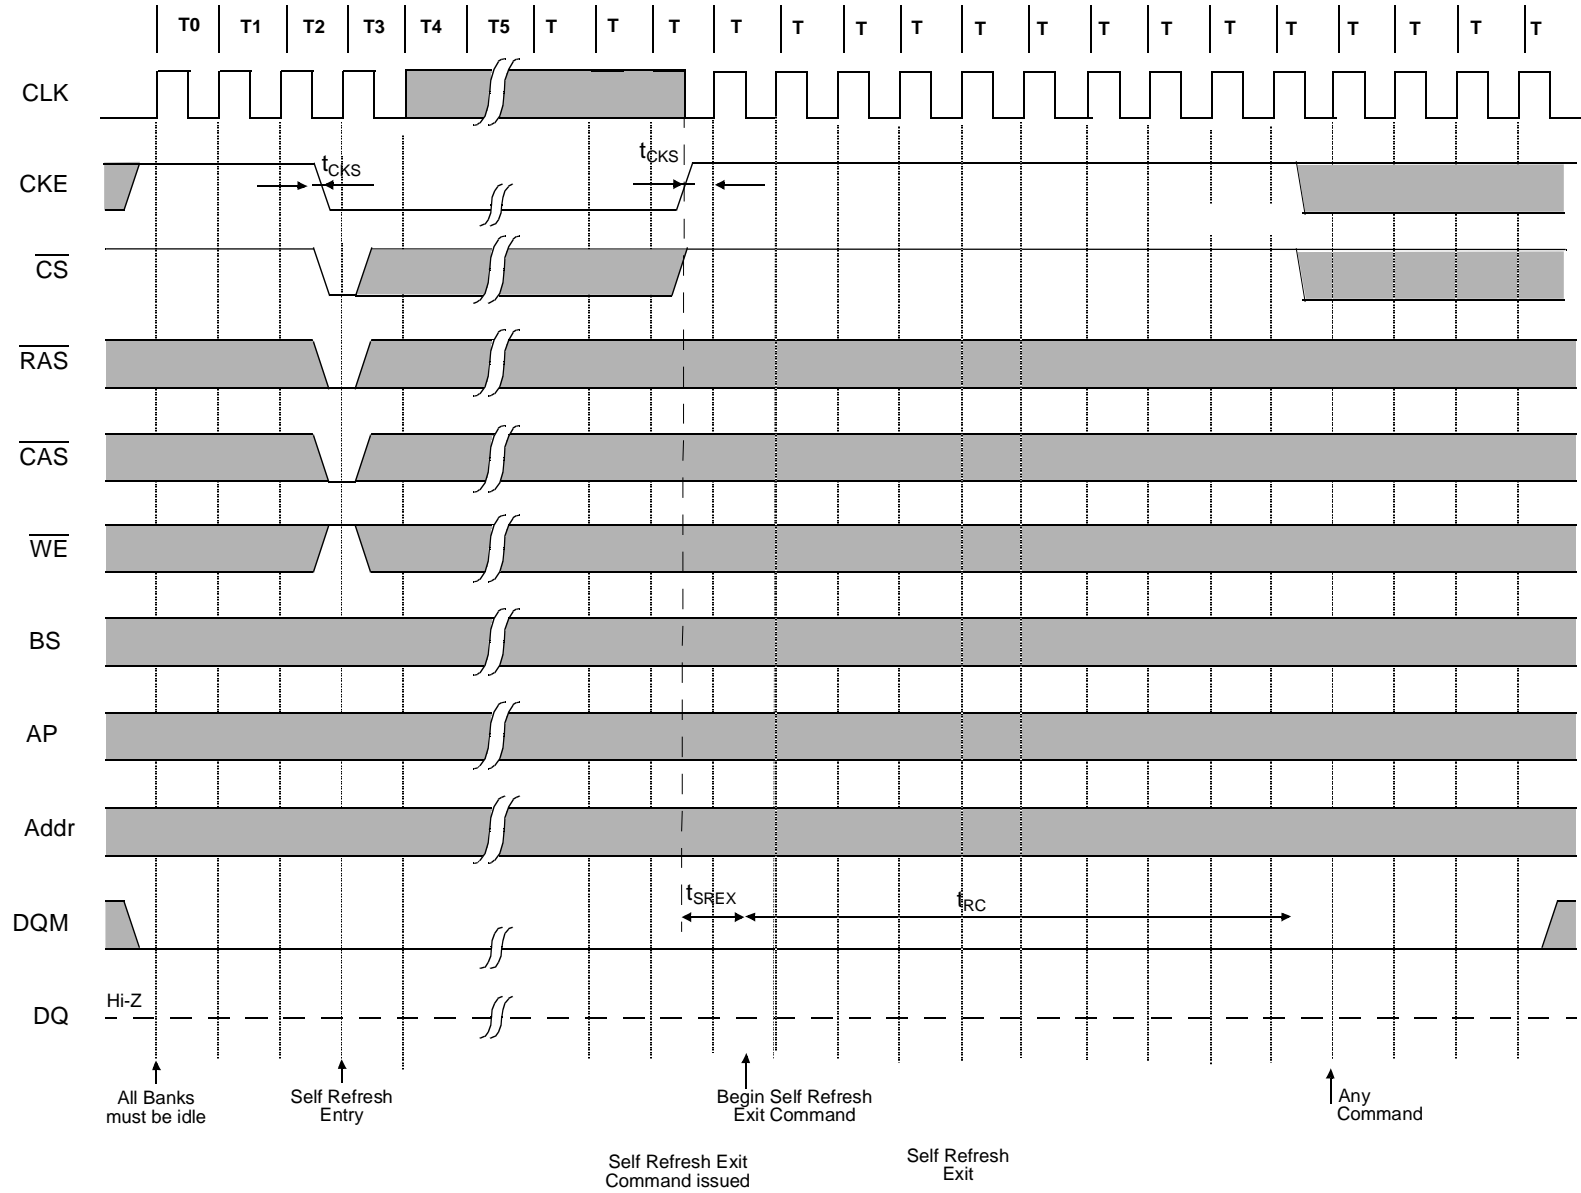 T0 T1 T2 T3 T4 T5 T T T T T T T T T T T T T T T T T
CLK
CKE
tCKS
tCKS
CS
RAS
CAS
WE
BS
AP
Addr
DQM
tSREX
tRC
DQ
Hi-Z
All Banks
must be idle
Self Refresh
Entry
Begin Self Refresh
Exit Command
Any
Command
Self Refresh Exit
Command issued
Self Refresh
Exit